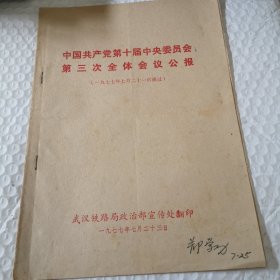 中国共产党第十届中央委员会
第三次全体会议公报
（一九七七年七月二十一日通过）
武汉铁路局政治部宣传处翻印
一九七七年七月二十三日
7.25